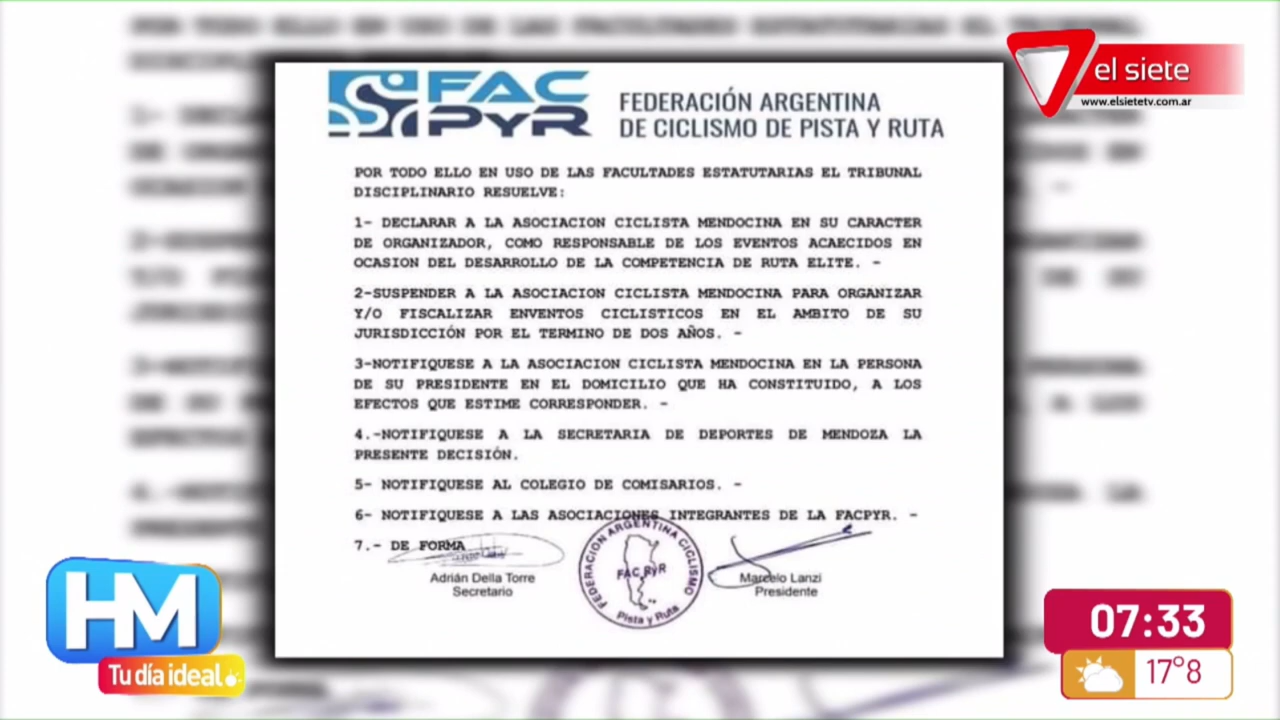 el siete
www.elsietetv.com.ar
FAC
PYR
FEDERACIÓN ARGENTINA
DE CICLISMO DE PISTA Y RUTA
POR TODO ELLO EN USO DE LAS FACULTADES ESTATUTARIAS EL TRIBUNAL
DISCIPLINARIO RESUELVE:
1- DECLARAR A LA ASOCIACION CICLISTA MENDOCINA EN SU CARACTER
DE ORGANIZADOR, COMO RESPONSABLE DE LOS EVENTOS ACAECIDOS EN
OCASION DEL DESARROLLO DE LA COMPETENCIA DE RUTA ELITE. -
2-SUSPENDER A LA ASOCIACION CICLISTA MENDOCINA PARA ORGANIZAR
Y/O FISCALIZAR ENVENTOS CICLISTICOS EN EL AMBITO DE SU
JURISDICCIÓN POR EL TERMINO DE DOS AÑOS. -
3-NOTIFIQUESE A LA ASOCIACION CICLISTA MENDOCINA EN LA PERSONA
DE SU PRESIDENTE EN EL DOMICILIO QUE HA CONSTITUIDO, A LOS
EFECTOS QUE ESTIME CORRESPONDER. -
4.-NOTIFIQUESE A LA SECRETARIA DE DEPORTES DE MENDOZA LA
PRESENTE DECISIÓN.
5- NOTIFIQUESE AL COLEGIO DE COMISARIOS. -
6- NOTIFIQUESE A LAS ASOCIACIONES INTEGRANTES DE LA FACPYR. -
7.- DE FORMA
Adrián Della Torre
Secretario
FEDERACIÓN ARGENTINA CICLISMO
FAC PyR
Pista y Ruta
Marcelo Lanzi
Presidente
HM
Tu día ideal
07:33
17°8